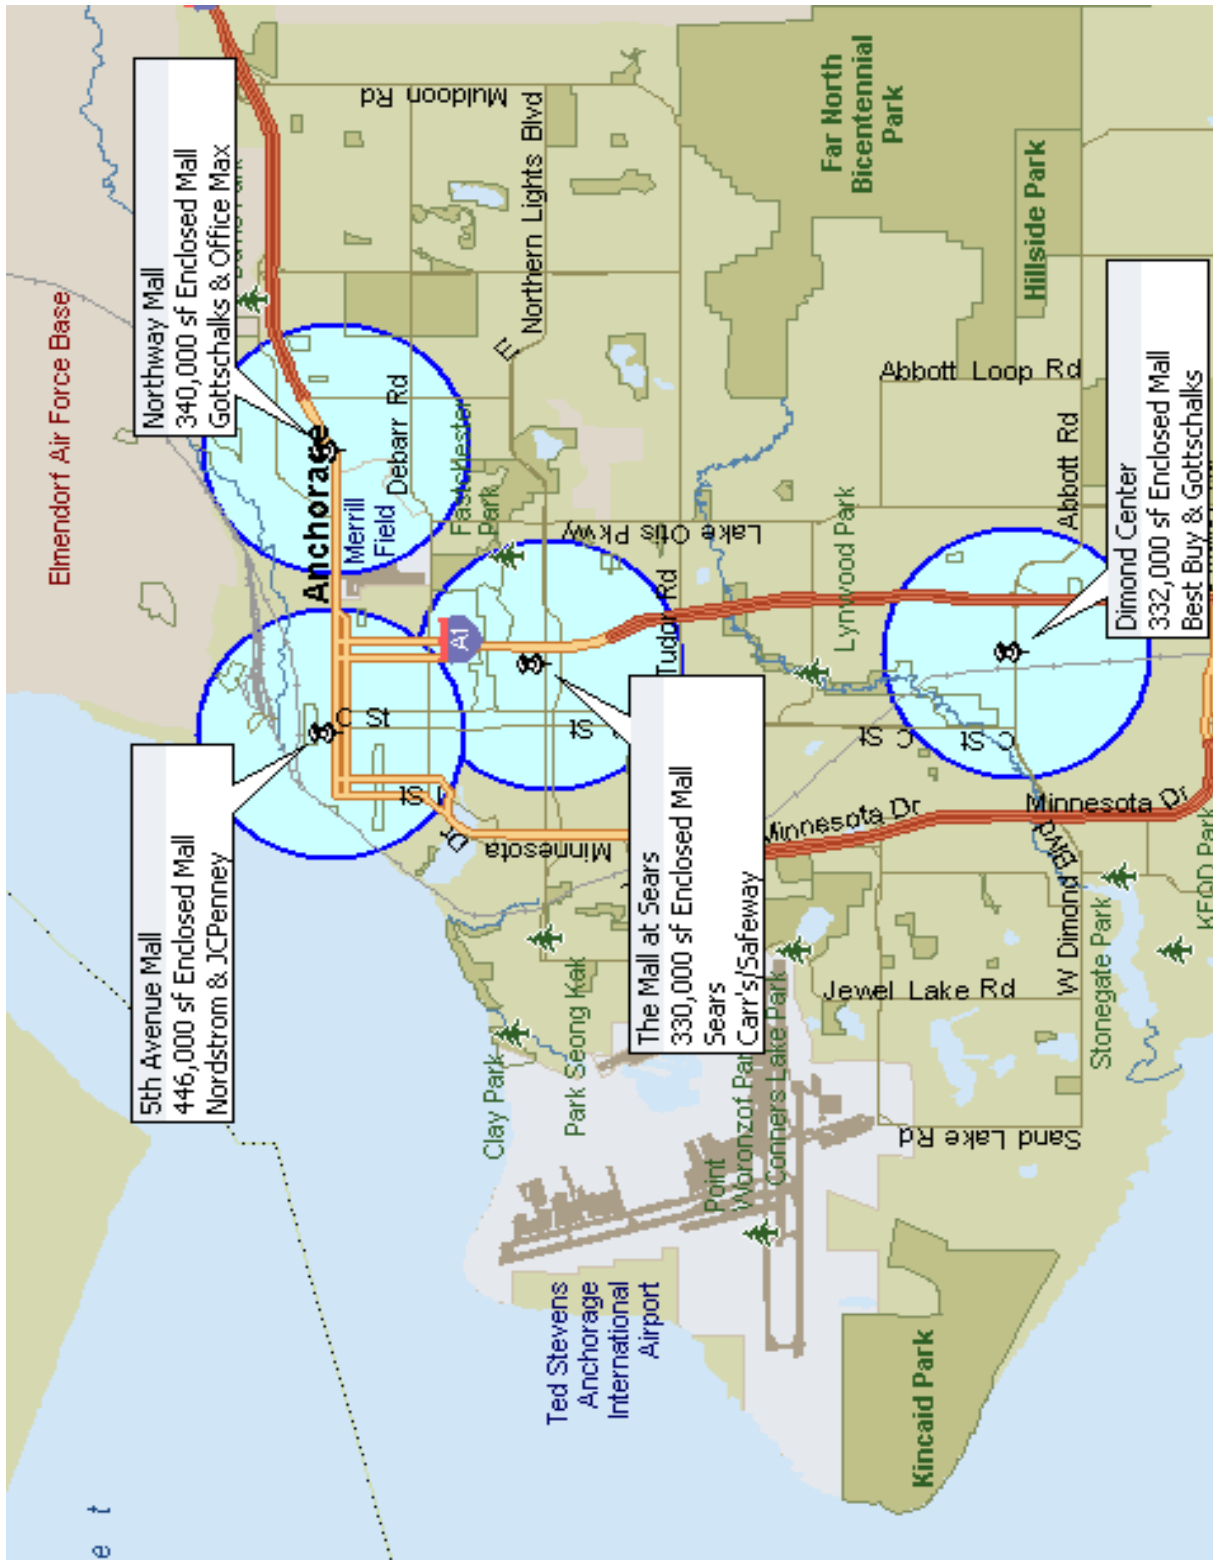 Elmendorf Air Force Base
Northway Mall
340,000 sf Enclosed Mall
Gottschalks & Office Max
5th Avenue Mall
446,000 sf Enclosed Mall
Nordstrom & JCPenney
The Mall at Sears
330,000 sf Enclosed Mall
Sears
Carr's/Safeway
Dimond Center
332,000 sf Enclosed Mall
Best Buy & Gottschalks
Anchorage
Merrill
Field
Debarr Rd
Muldoon Rd
E Northern Lights Blvd
Eastchester
Park
Lake Otis Pkwy
Tudor Rd
A1
C St
St
L St
Minnesota Dr
C St
C St
Minnesota Dr
Minnesota Dr
Far North
Bicentennial
Park
Hillside Park
Abbott Loop Rd
Abbott Rd
Lynwood Park
W Dimond Blvd
Stonegate Park
KFQD Park
Jewel Lake Rd
Sand Lake Rd
Clay Park
Park Seong Kak
Point
Woronzof Par
Conners Lake Park
Ted Stevens
Anchorage
International
Airport
Kincaid Park
e t